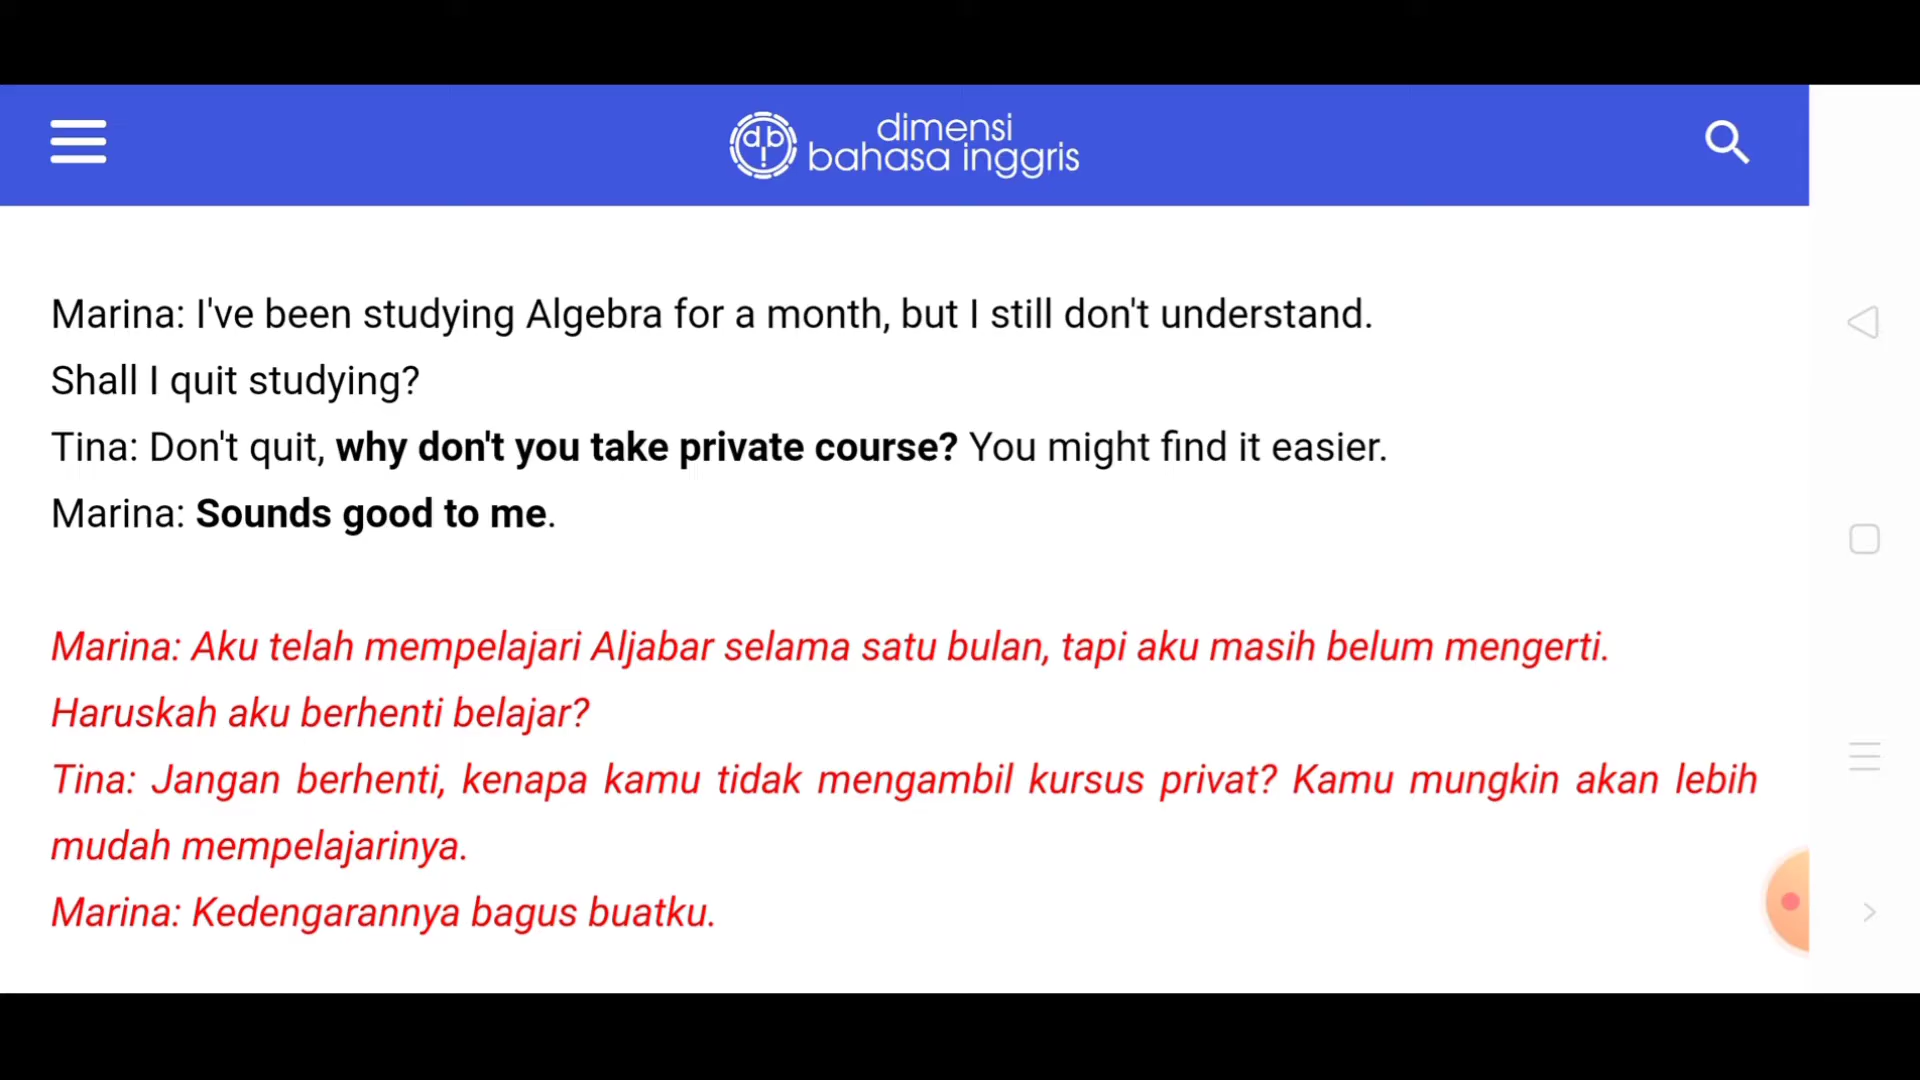 dib!
dimensi
bahasa inggris
Marina: I've been studying Algebra for a month, but I still don't understand.
Shall I quit studying?
Tina: Don't quit, why don't you take private course? You might find it easier.
Marina: Sounds good to me.
Marina: Aku telah mempelajari Aljabar selama satu bulan, tapi aku masih belum mengerti.
Haruskah aku berhenti belajar?
Tina: Jangan berhenti, kenapa kamu tidak mengambil kursus privat? Kamu mungkin akan lebih
mudah mempelajarinya.
Marina: Kedengarannya bagus buatku.